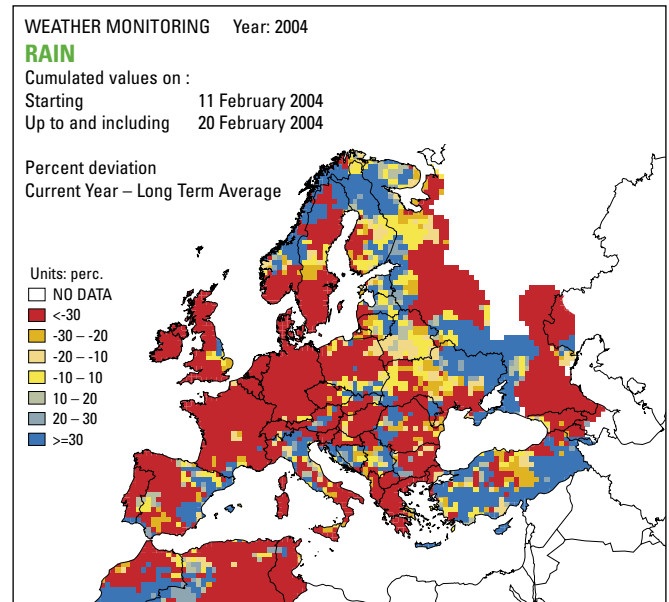 WEATHER MONITORING Year: 2004
RAIN
Cumulated values on :
Starting 11 February 2004
Up to and including 20 February 2004
Percent deviation
Current Year – Long Term Average
Units: perc.
NO DATA
<-30
-30 – -20
-20 – -10
-10 – 10
10 – 20
20 – 30
>=30